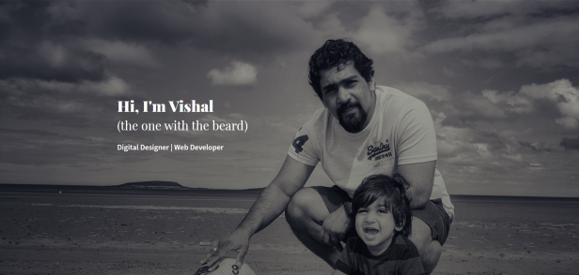 Hi, I'm Vishal
(the one with the beard)
Digital Designer | Web Developer